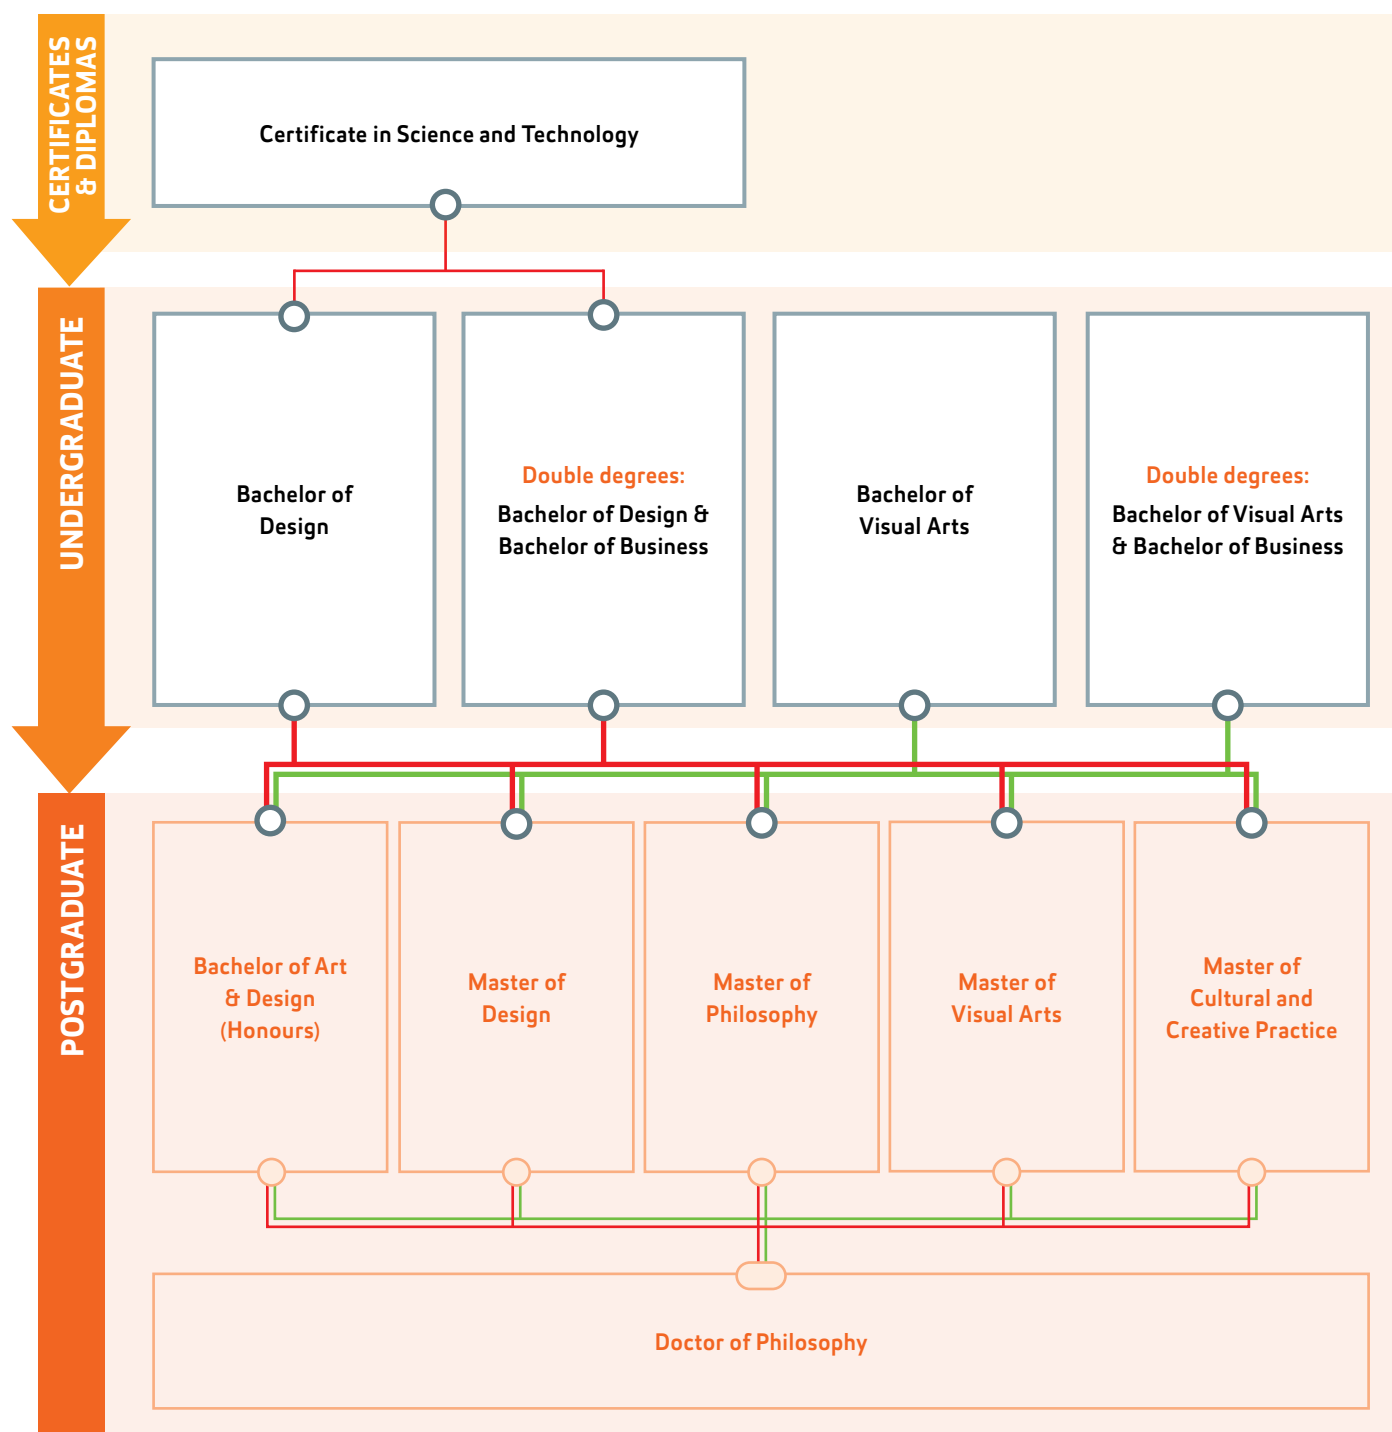 CERTIFICATES
& DIPLOMAS
Certificate in Science and Technology
UNDERGRADUATE
Bachelor of
Design
Double degrees:
Bachelor of Design &
Bachelor of Business
Bachelor of
Visual Arts
Double degrees:
Bachelor of Visual Arts
& Bachelor of Business
POSTGRADUATE
Bachelor of Art
& Design
(Honours)
Master of
Design
Master of
Philosophy
Master of
Visual Arts
Master of
Cultural and
Creative Practice
Doctor of Philosophy